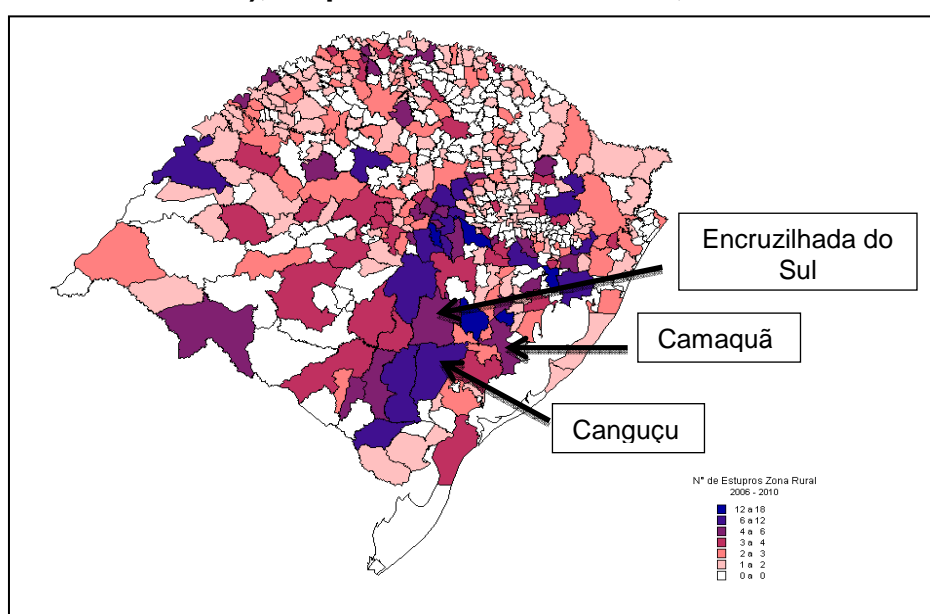 Encruzilhada do
Sul
Camaquã
Canguçu
N° de Estupros Zona Rural
2006 - 2010
12 a 18
6 a 12
4 a 6
3 a 4
2 a 3
1 a 2
0 a 0